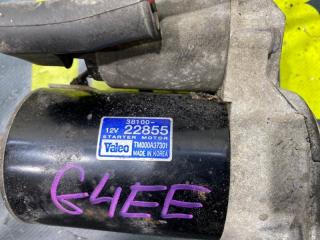 36100-
12V 22855
STARTER MOTOR
Valeo TM000A37301
MADE IN KOREA
G4EE